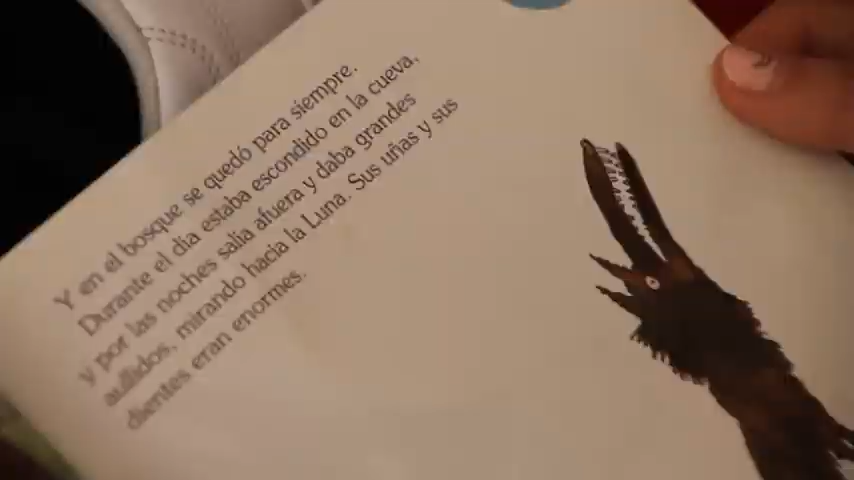 Y en el bosque se quedó para siempre.
Durante el día estaba escondido en la cueva,
y por las noches salía afuera y daba grandes
aullidos, mirando hacia la Luna. Sus uñas y sus
dientes eran enormes.